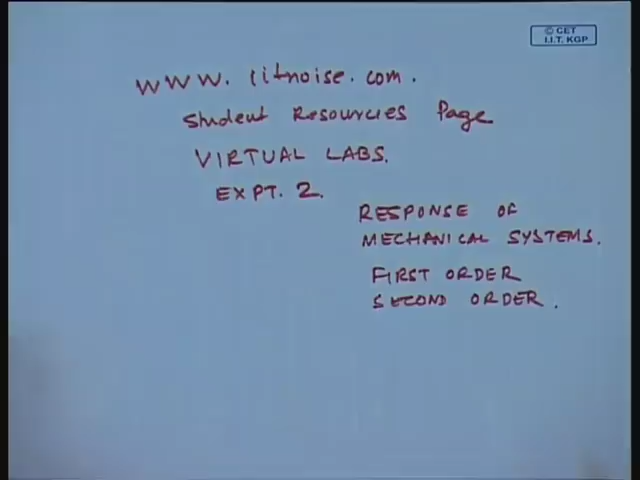 © CET
I.I.T. KGP
www. iitnoise.com.
Student Resources Page
VIRTUAL LABS.
EXPT. 2.
RESPONSE OF
MECHANICAL SYSTEMS.
FIRST ORDER
SECOND ORDER.